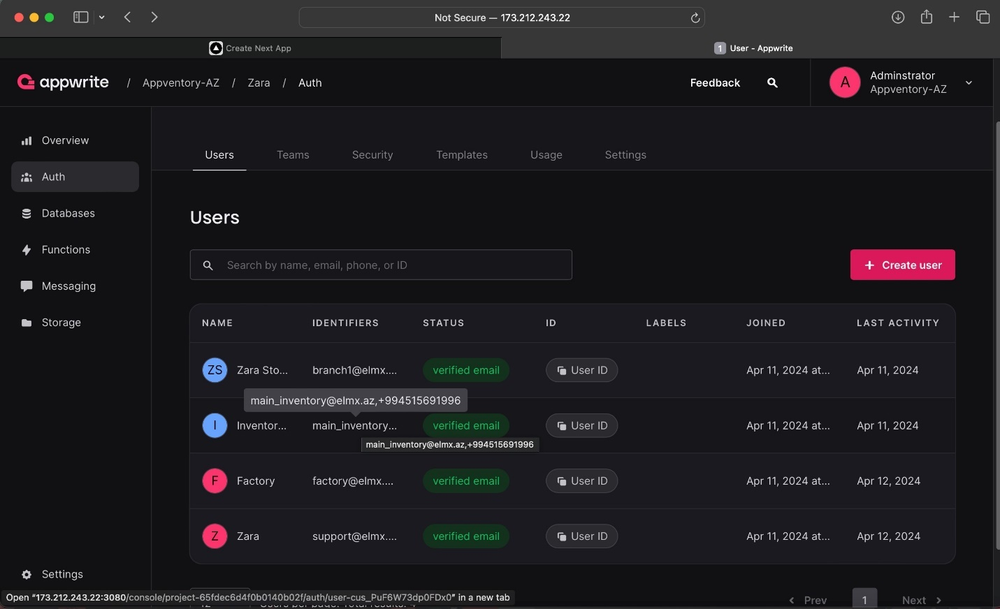 Not Secure — 173.212.243.22
Create Next App
1 User - Appwrite
appwrite / Appventory-AZ / Zara / Auth
Feedback
A
Adminstrator
Appventory-AZ
Overview
Auth
Databases
Functions
Messaging
Storage
Settings
Users Teams Security Templates Usage Settings
Users
Search by name, email, phone, or ID
+ Create user
NAME IDENTIFIERS STATUS ID LABELS JOINED LAST ACTIVITY
ZS Zara Sto... branch1@elmx.... verified email User ID Apr 11, 2024 at... Apr 11, 2024
main_inventory@elmx.az,+994515691996
I Inventor... main_inventory... verified email User ID Apr 11, 2024 at... Apr 11, 2024
main_inventory@elmx.az,+994515691996
F Factory factory@elmx.... verified email User ID Apr 11, 2024 at... Apr 12, 2024
Z Zara support@elmx.... verified email User ID Apr 11, 2024 at... Apr 12, 2024
Users per page. Total results: 4
Prev 1 Next
Open “173.212.243.22:3080/console/project-65fdec6d4f0b0140b02f/auth/user-cus_PuF6W73dp0FDx0” in a new tab